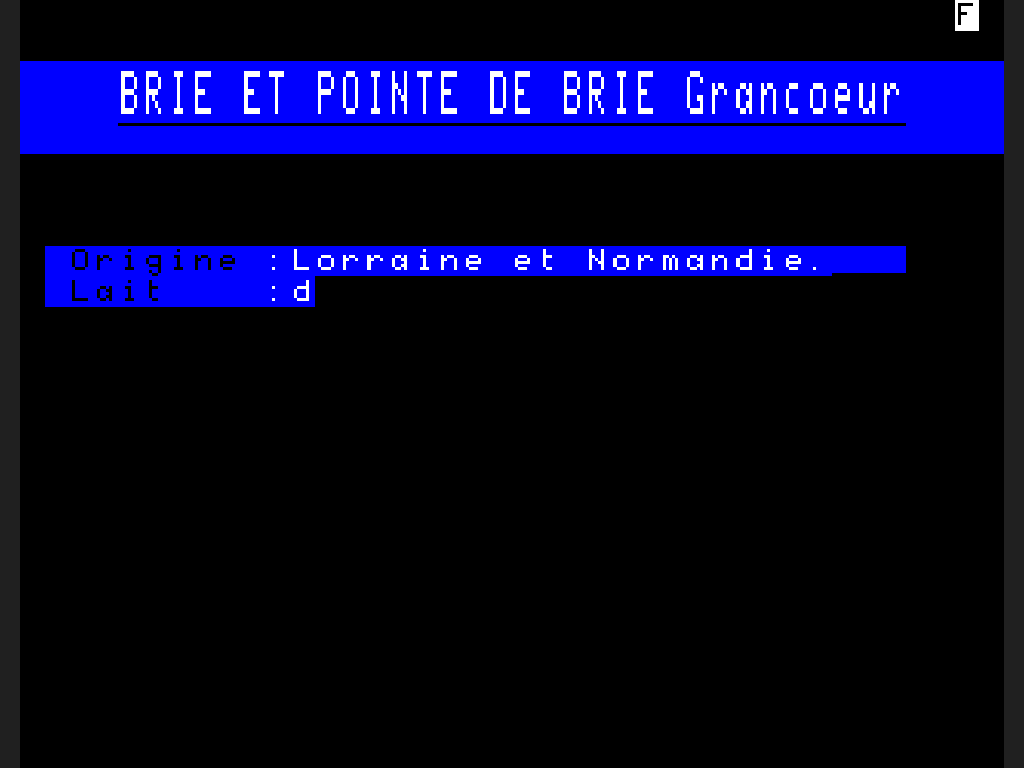 F
BRIE ET POINTE DE BRIE Grancoeur
Origine :Lorraine et Normandie.
Lait :d